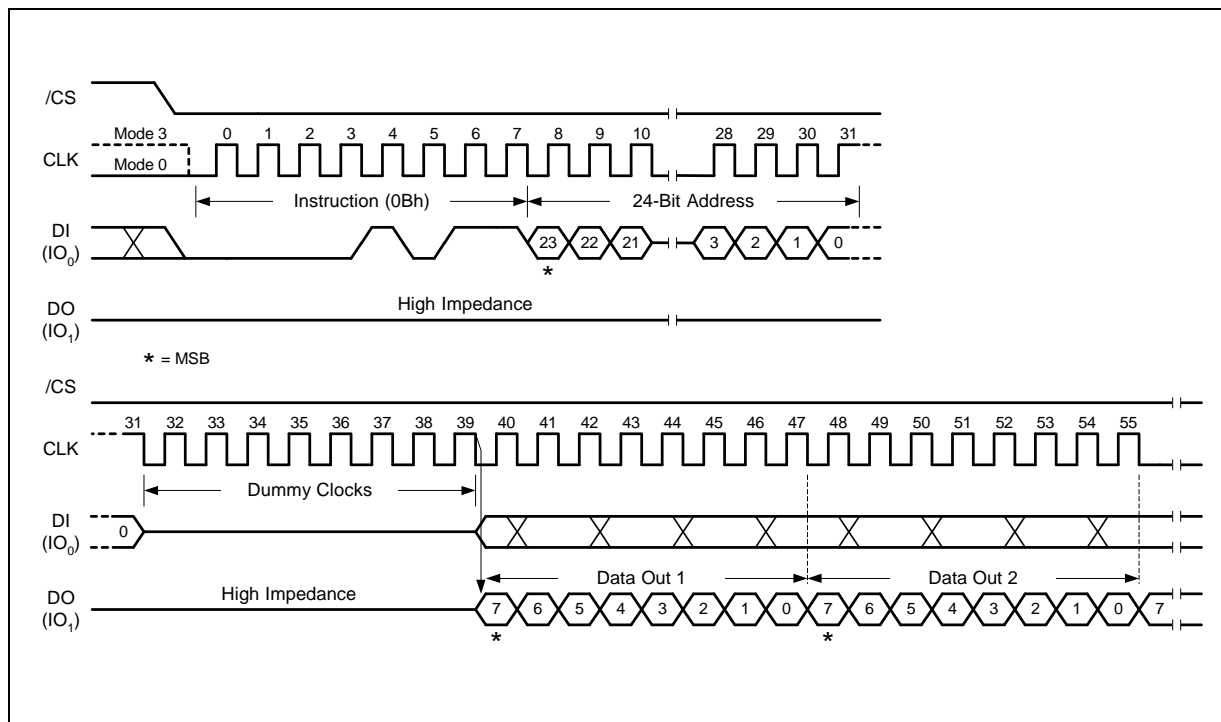 /CS
Mode 3 0 1 2 3 4 5 6 7 8 9 10 28 29 30 31
CLK
Mode 0
Instruction (0Bh) 24-Bit Address
DI
(IO0) 23 22 21 3 2 1 0
*
High Impedance
DO
(IO1)
* = MSB
/CS
31 32 33 34 35 36 37 38 39 40 41 42 43 44 45 46 47 48 49 50 51 52 53 54 55
CLK
Dummy Clocks
DI
(IO0) 0
Data Out 1 Data Out 2
High Impedance
DO
(IO1) 7 6 5 4 3 2 1 0 7 6 5 4 3 2 1 0 7
* *